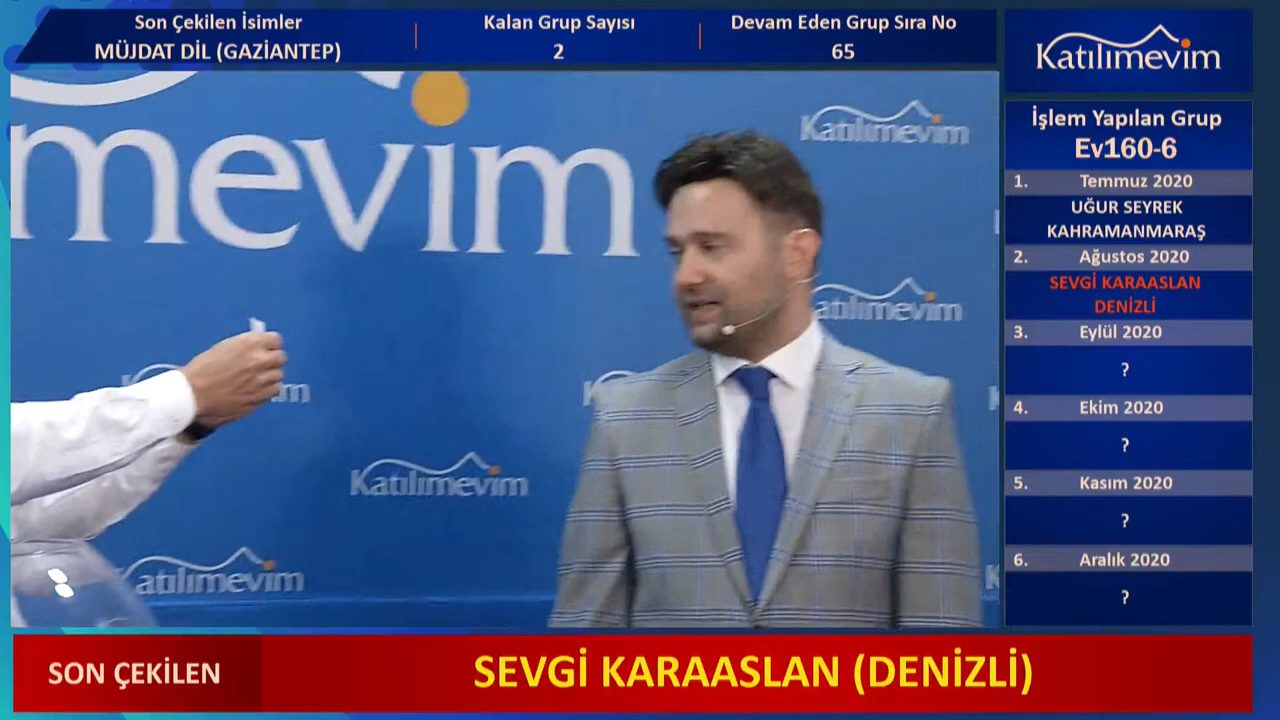 Son Çekilen İsimler
MÜJDAT DİL (GAZİANTEP)
Kalan Grup Sayısı
2
Devam Eden Grup Sıra No
65
Katılımevim
İşlem Yapılan Grup
Ev160-6
1. Temmuz 2020
UĞUR SEYREK
KAHRAMANMARAŞ
2. Ağustos 2020
SEVGİ KARAASLAN
DENİZLİ
3. Eylül 2020
?
4. Ekim 2020
?
5. Kasım 2020
?
6. Aralık 2020
?
mevim
Katılımevim
Katılımevim
Katılımevim
Katılımevim
SON ÇEKİLEN
SEVGİ KARAASLAN (DENİZLİ)